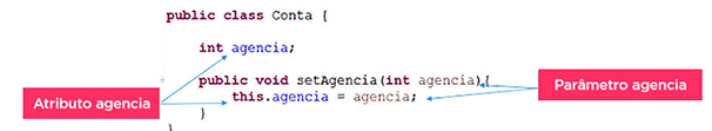 public class Conta {
int agencia;
public void setAgencia(int agencia){
this.agencia = agencia;
}
}
Atributo agencia
Parâmetro agencia